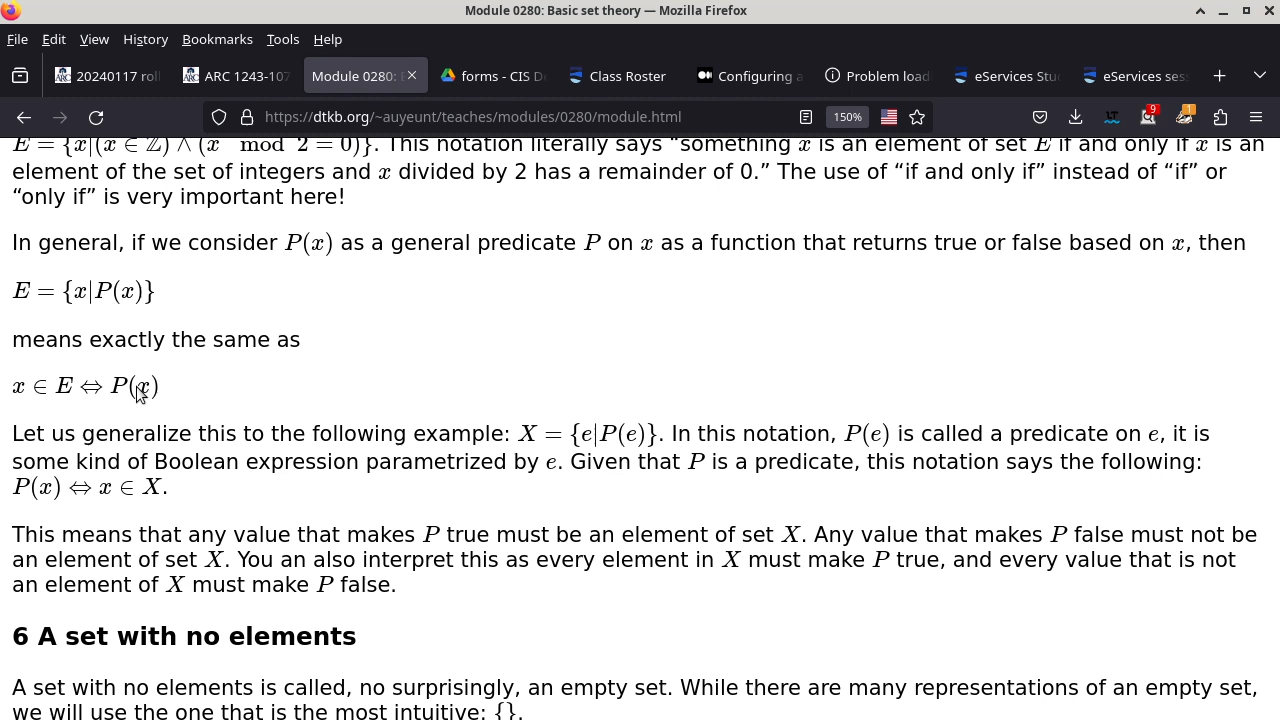 Module 0280: Basic set theory — Mozilla Firefox
File Edit View History Bookmarks Tools Help
20240117 roll ARC 1243-107 Module 0280: forms - CIS De Class Roster Configuring a Problem load eServices Stu eServices ses
https://dtkb.org/~auyeunt/teaches/modules/0280/module.html 150% 9 1
E = {x|(x ∈ ℤ) ∧ (x mod 2 = 0)}. This notation literally says “something x is an element of set E if and only if x is an
element of the set of integers and x divided by 2 has a remainder of 0.” The use of “if and only if” instead of “if” or
“only if” is very important here!
In general, if we consider P(x) as a general predicate P on x as a function that returns true or false based on x, then
E = {x|P(x)}
means exactly the same as
x ∈ E ⇔ P(x)
Let us generalize this to the following example: X = {e|P(e)}. In this notation, P(e) is called a predicate on e, it is
some kind of Boolean expression parametrized by e. Given that P is a predicate, this notation says the following:
P(x) ⇔ x ∈ X.
This means that any value that makes P true must be an element of set X. Any value that makes P false must not be
an element of set X. You an also interpret this as every element in X must make P true, and every value that is not
an element of X must make P false.
6 A set with no elements
A set with no elements is called, no surprisingly, an empty set. While there are many representations of an empty set,
we will use the one that is the most intuitive: {}.